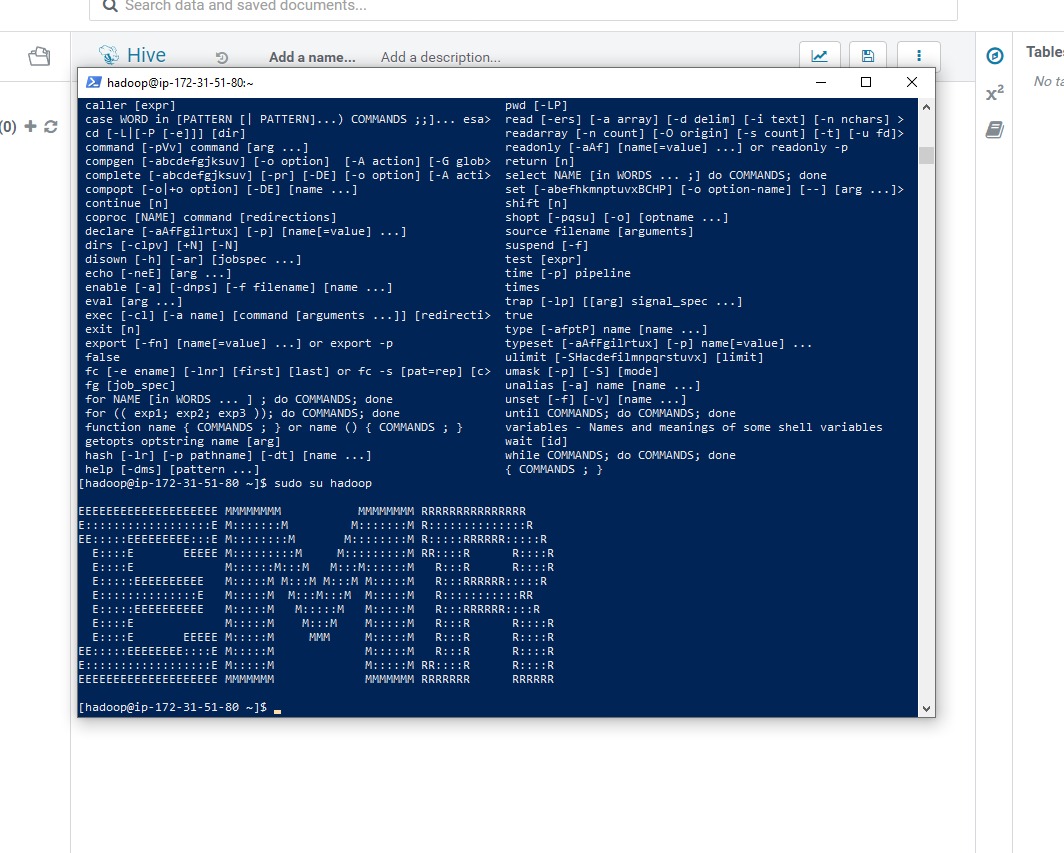 Search data and saved documents...
Hive
Add a name...
Add a description...
Tables
No ta
(0)
x²
hadoop@ip-172-31-51-80:~
caller [expr]
case WORD in [PATTERN [| PATTERN]...) COMMANDS ;;]... esa>
cd [-L|[-P [-e]]] [dir]
command [-pVv] command [arg ...]
compgen [-abcdefgjksuv] [-o option]  [-A action] [-G glob>
complete [-abcdefgjksuv] [-pr] [-DE] [-o option] [-A acti>
compopt [-o|+o option] [-DE] [name ...]
continue [n]
coproc [NAME] command [redirections]
declare [-aAfFgilrtux] [-p] [name[=value] ...]
dirs [-clpv] [+N] [-N]
disown [-h] [-ar] [jobspec ...]
echo [-neE] [arg ...]
enable [-a] [-dnps] [-f filename] [name ...]
eval [arg ...]
exec [-cl] [-a name] [command [arguments ...]] [redirecti>
exit [n]
export [-fn] [name[=value] ...] or export -p
false
fc [-e ename] [-lnr] [first] [last] or fc -s [pat=rep] [c>
fg [job_spec]
for NAME [in WORDS ... ] ; do COMMANDS; done
for (( exp1; exp2; exp3 )); do COMMANDS; done
function name { COMMANDS ; } or name () { COMMANDS ; }
getopts optstring name [arg]
hash [-lr] [-p pathname] [-dt] [name ...]
help [-dms] [pattern ...]
pwd [-LP]
read [-ers] [-a array] [-d delim] [-i text] [-n nchars] >
readarray [-n count] [-O origin] [-s count] [-t] [-u fd]>
readonly [-aAf] [name[=value] ...] or readonly -p
return [n]
select NAME [in WORDS ... ;] do COMMANDS; done
set [-abefhkmnptuvxBCHP] [-o option-name] [--] [arg ...]>
shift [n]
shopt [-pqsu] [-o] [optname ...]
source filename [arguments]
suspend [-f]
test [expr]
time [-p] pipeline
times
trap [-lp] [[arg] signal_spec ...]
true
type [-afptP] name [name ...]
typeset [-aAfFgilrtux] [-p] name[=value] ...
ulimit [-SHacdefilmnpqrstuvx] [limit]
umask [-p] [-S] [mode]
unalias [-a] name [name ...]
unset [-f] [-v] [name ...]
until COMMANDS; do COMMANDS; done
variables - Names and meanings of some shell variables
wait [id]
while COMMANDS; do COMMANDS; done
{ COMMANDS ; }
[hadoop@ip-172-31-51-80 ~]$ sudo su hadoop
EEEEEEEEEEEEEEEEEEEE MMMMMMMM           MMMMMMMM RRRRRRRRRRRRRRR
E::::::::::::::::::E M:::::::M         M:::::::M R::::::::::::::R
EE:::::EEEEEEEEE:::E M::::::::M       M::::::::M R:::::RRRRRR:::::R
  E::::E       EEEEE M:::::::::M     M:::::::::M RR::::R      R::::R
  E::::E             M::::::M:::M   M:::M::::::M   R:::R      R::::R
  E:::::EEEEEEEEEE   M:::::M M:::M M:::M M:::::M   R:::RRRRRR:::::R
  E::::::::::::::E   M:::::M  M:::M:::M  M:::::M   R:::::::::::RR
  E:::::EEEEEEEEEE   M:::::M   M:::::M   M:::::M   R:::RRRRRR::::R
  E::::E             M:::::M    M:::M    M:::::M   R:::R      R::::R
  E::::E       EEEEE M:::::M     MMM     M:::::M   R:::R      R::::R
EE:::::EEEEEEEE::::E M:::::M             M:::::M   R:::R      R::::R
E::::::::::::::::::E M:::::M             M:::::M RR::::R      R::::R
EEEEEEEEEEEEEEEEEEEE MMMMMMM             MMMMMMM RRRRRRR      RRRRRR
[hadoop@ip-172-31-51-80 ~]$